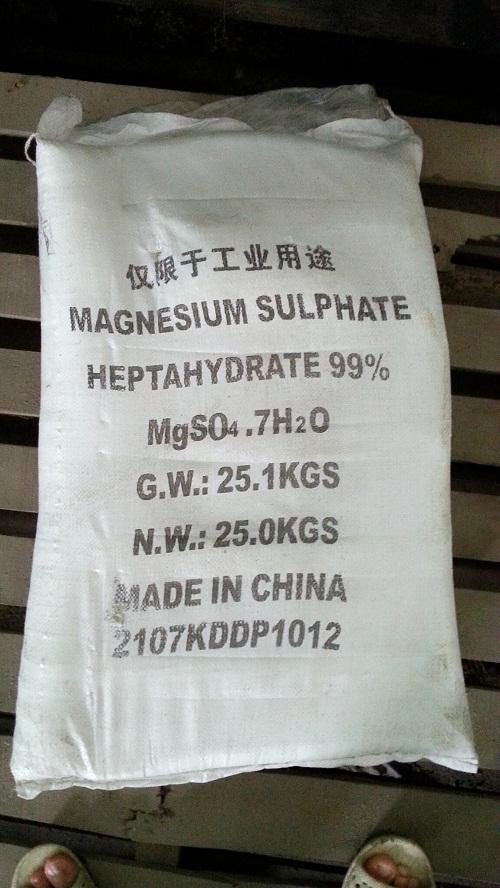 仅限于工业用途
MAGNESIUM SULPHATE
HEPTAHYDRATE 99%
MgSO₄.7H₂O
G.W.: 25.1KGS
N.W.: 25.0KGS
MADE IN CHINA
2107KDDP1012